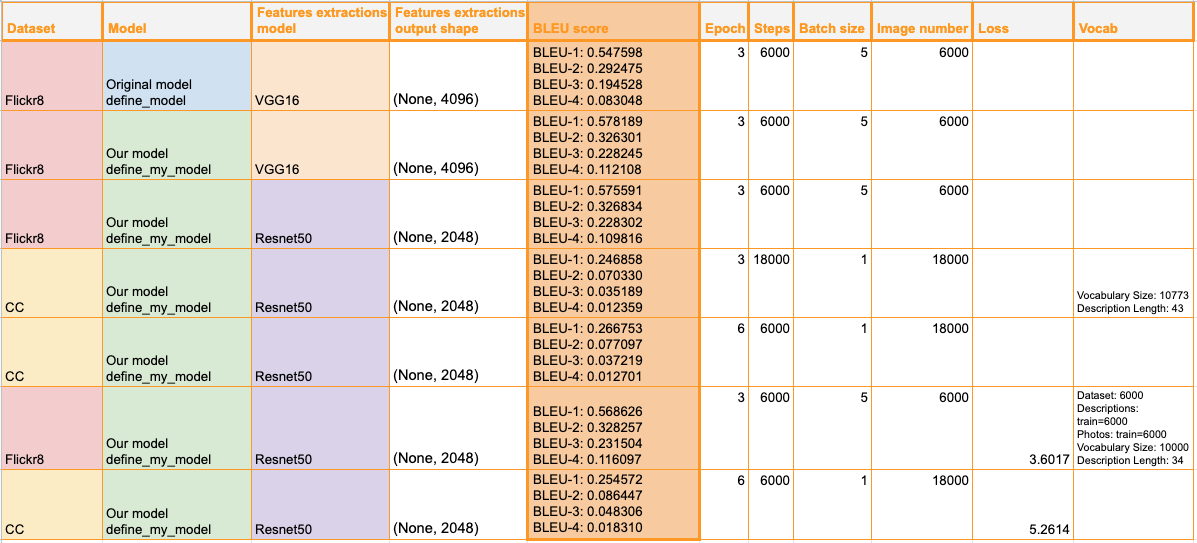 Dataset Model Features extractions model Features extractions output shape BLEU score Epoch Steps Batch size Image number Loss Vocab
Flickr8 Original model define_model VGG16 (None, 4096) BLEU-1: 0.547598 BLEU-2: 0.292475 BLEU-3: 0.194528 BLEU-4: 0.083048 3 6000 5 6000
Flickr8 Our model define_my_model VGG16 (None, 4096) BLEU-1: 0.578189 BLEU-2: 0.326301 BLEU-3: 0.228245 BLEU-4: 0.112108 3 6000 5 6000
Flickr8 Our model define_my_model Resnet50 (None, 2048) BLEU-1: 0.575591 BLEU-2: 0.326834 BLEU-3: 0.228302 BLEU-4: 0.109816 3 6000 5 6000
CC Our model define_my_model Resnet50 (None, 2048) BLEU-1: 0.246858 BLEU-2: 0.070330 BLEU-3: 0.035189 BLEU-4: 0.012359 3 18000 1 18000 Vocabulary Size: 10773 Description Length: 43
CC Our model define_my_model Resnet50 (None, 2048) BLEU-1: 0.266753 BLEU-2: 0.077097 BLEU-3: 0.037219 BLEU-4: 0.012701 6 6000 1 18000
Flickr8 Our model define_my_model Resnet50 (None, 2048) BLEU-1: 0.568626 BLEU-2: 0.328257 BLEU-3: 0.231504 BLEU-4: 0.116097 3 6000 5 6000 3.6017 Dataset: 6000 Descriptions: train=6000 Photos: train=6000 Vocabulary Size: 10000 Description Length: 34
CC Our model define_my_model Resnet50 (None, 2048) BLEU-1: 0.254572 BLEU-2: 0.086447 BLEU-3: 0.048306 BLEU-4: 0.018310 6 6000 1 18000 5.2614